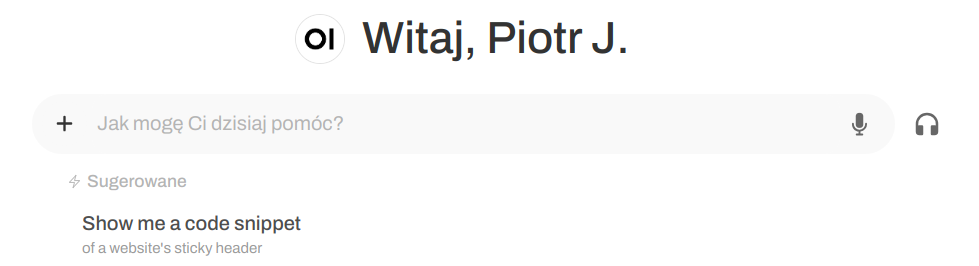 OI Witaj, Piotr J.
Jak mogę Ci dzisiaj pomóc?
Sugerowane
Show me a code snippet
of a website's sticky header